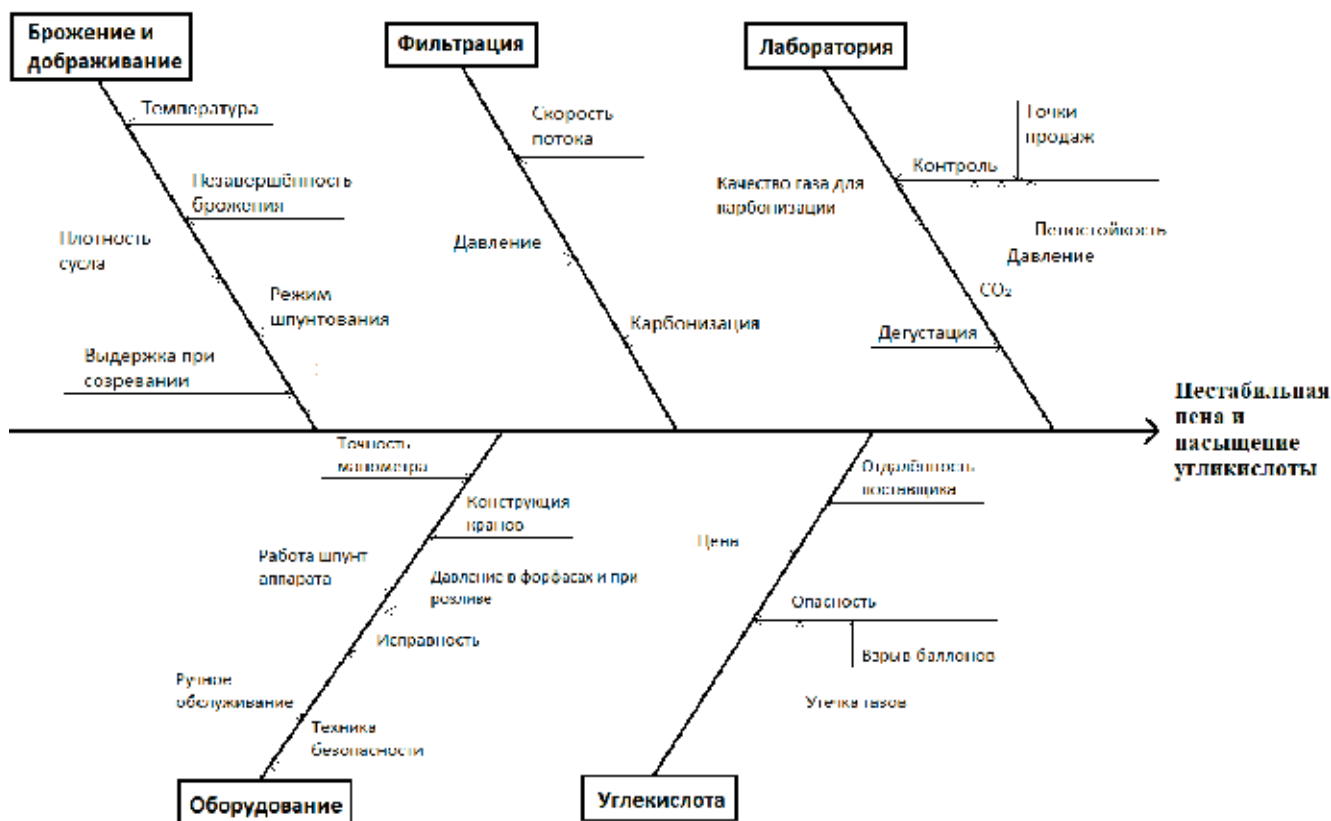 Брожение и
дображивание
Фильтрация
Лаборатория
Температура
Незавершённость
брожения
Плотность
сусла
Режим
шпунтования
Выдержка при
созревании
Скорость
потока
Давление
Карбонизация
Точки
продаж
Контроль
Качество газа для
карбонизации
Пеностойкость
Давление
CO₂
Дегустация
Нестабильная
пена и
насыщение
угликислоты
Точность
манометра
Конструкция
кранов
Работа шпунт
аппарата
Давление в форфасах и при
розливе
Исправность
Ручное
обслуживание
Техника
безопасности
Оборудование
Отдалённость
поставщика
Цена
Опасность
Взрыв баллонов
Утечка газов
Углекислота